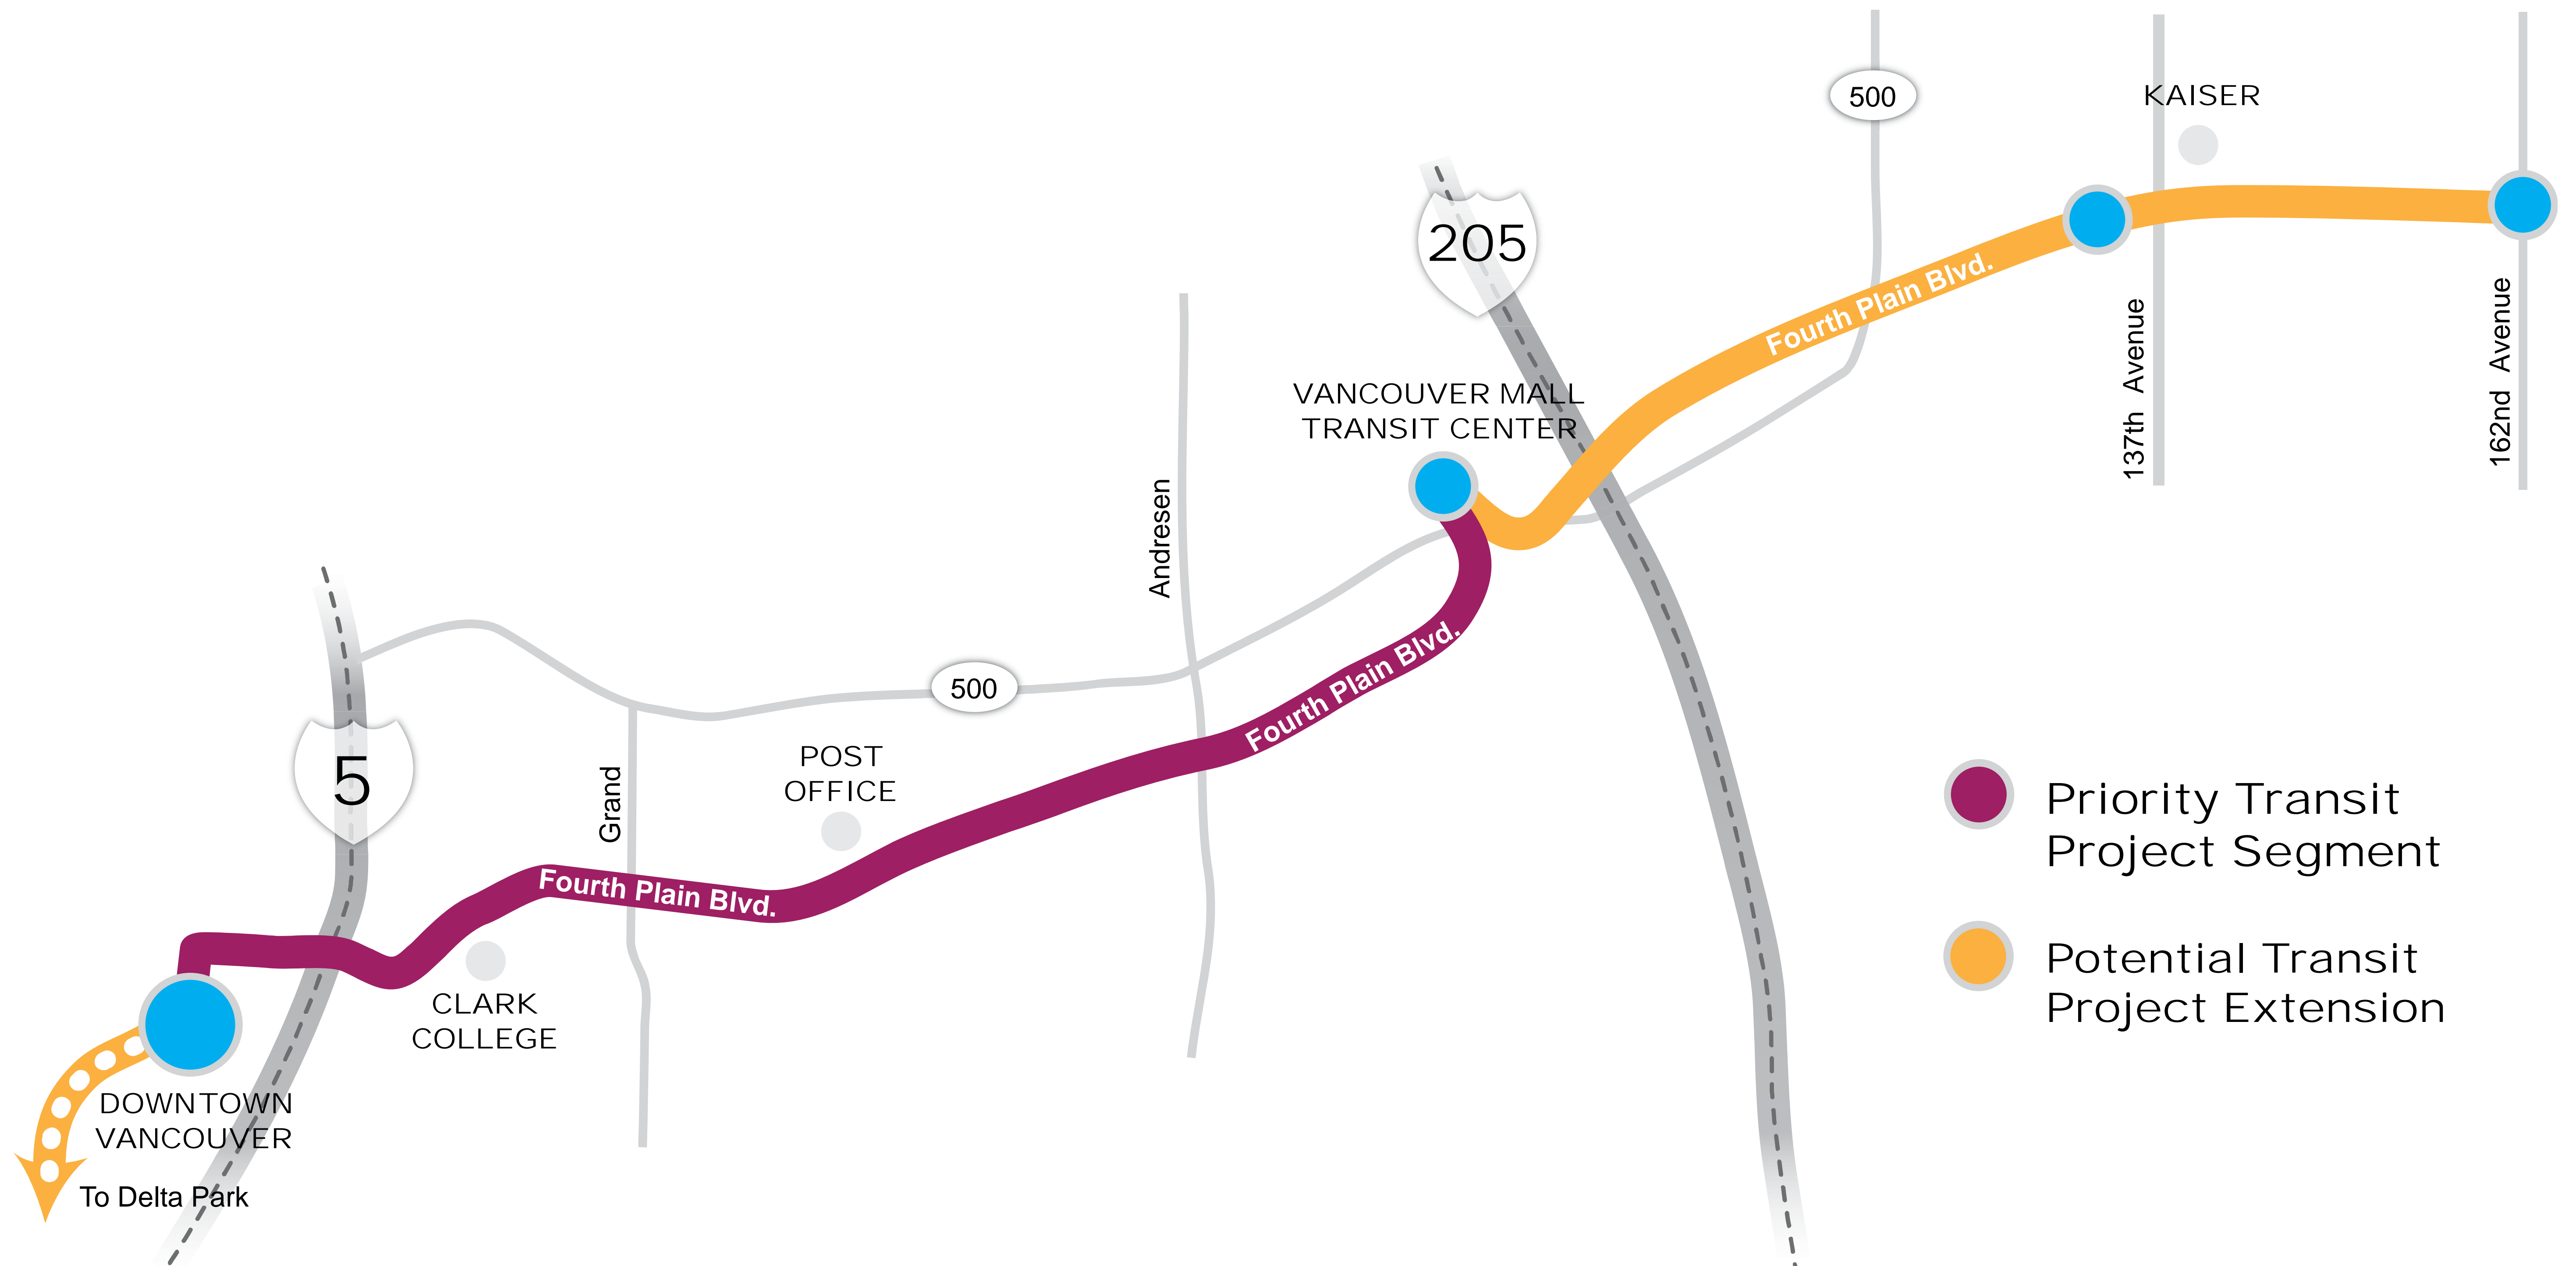 500
KAISER
205
Fourth Plain Blvd.
137th Avenue
162nd Avenue
VANCOUVER MALL
TRANSIT CENTER
Andresen
Fourth Plain Blvd.
500
5
Grand
POST
OFFICE
Fourth Plain Blvd.
CLARK
COLLEGE
DOWNTOWN
VANCOUVER
To Delta Park
Priority Transit
Project Segment
Potential Transit
Project Extension